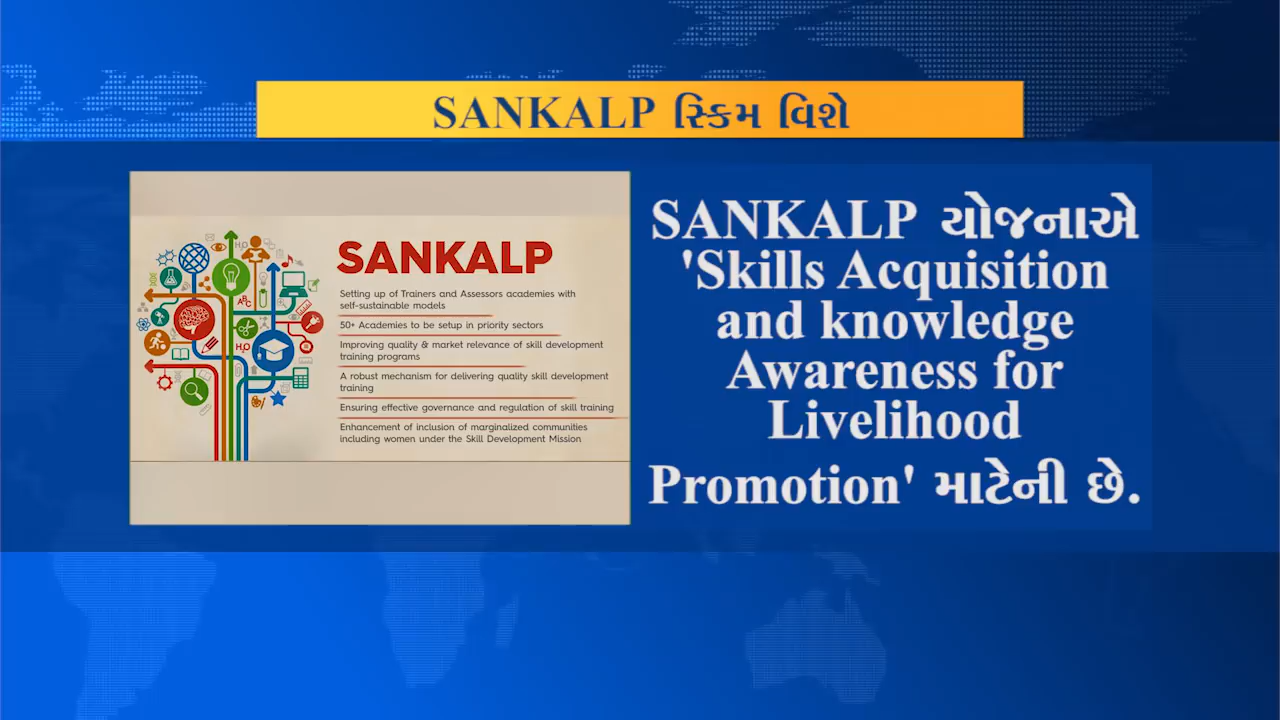 SANKALP સ્કિમ વિશે
SANKALP
Setting up of Trainers and Assessors academies with
self-sustainable models
50+ Academies to be setup in priority sectors
Improving quality & market relevance of skill development
training programs
A robust mechanism for delivering quality skill development
training
Ensuring effective governance and regulation of skill training
Enhancement of inclusion of marginalized communities
including women under the Skill Development Mission
H₂O
ABC
H₂O
SANKALP યોજનાએ
'Skills Acquisition
and knowledge
Awareness for
Livelihood
Promotion' માટેની છે.